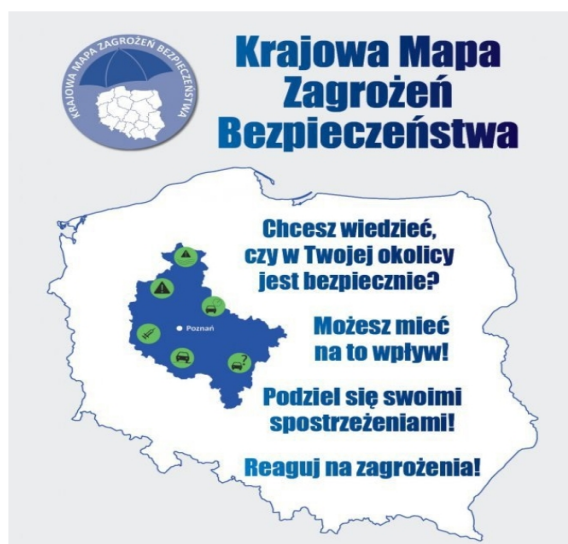 KRAJOWA MAPA ZAGROŻEŃ BEZPIECZEŃSTWA
Krajowa Mapa
Zagrożeń
Bezpieczeństwa
Chcesz wiedzieć,
czy w Twojej okolicy
jest bezpiecznie?
Poznań
Możesz mieć
na to wpływ!
Podziel się swoimi
spostrzeżeniami!
Reaguj na zagrożenia!